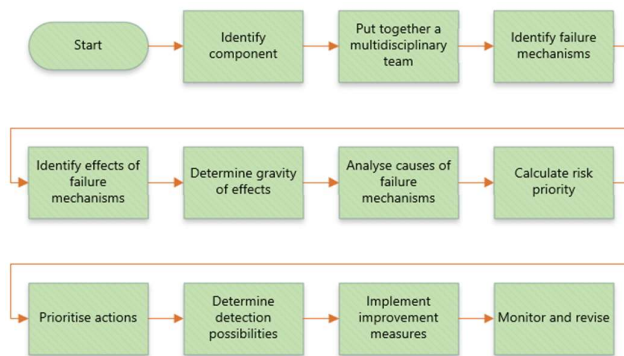 Start
Identify
component
Put together a
multidisciplinary
team
Identify failure
mechanisms
Identify effects of
failure
mechanisms
Determine gravity
of effects
Analyse causes of
failure
mechanisms
Calculate risk
priority
Prioritise actions
Determine
detection
possibilities
Implement
improvement
measures
Monitor and revise